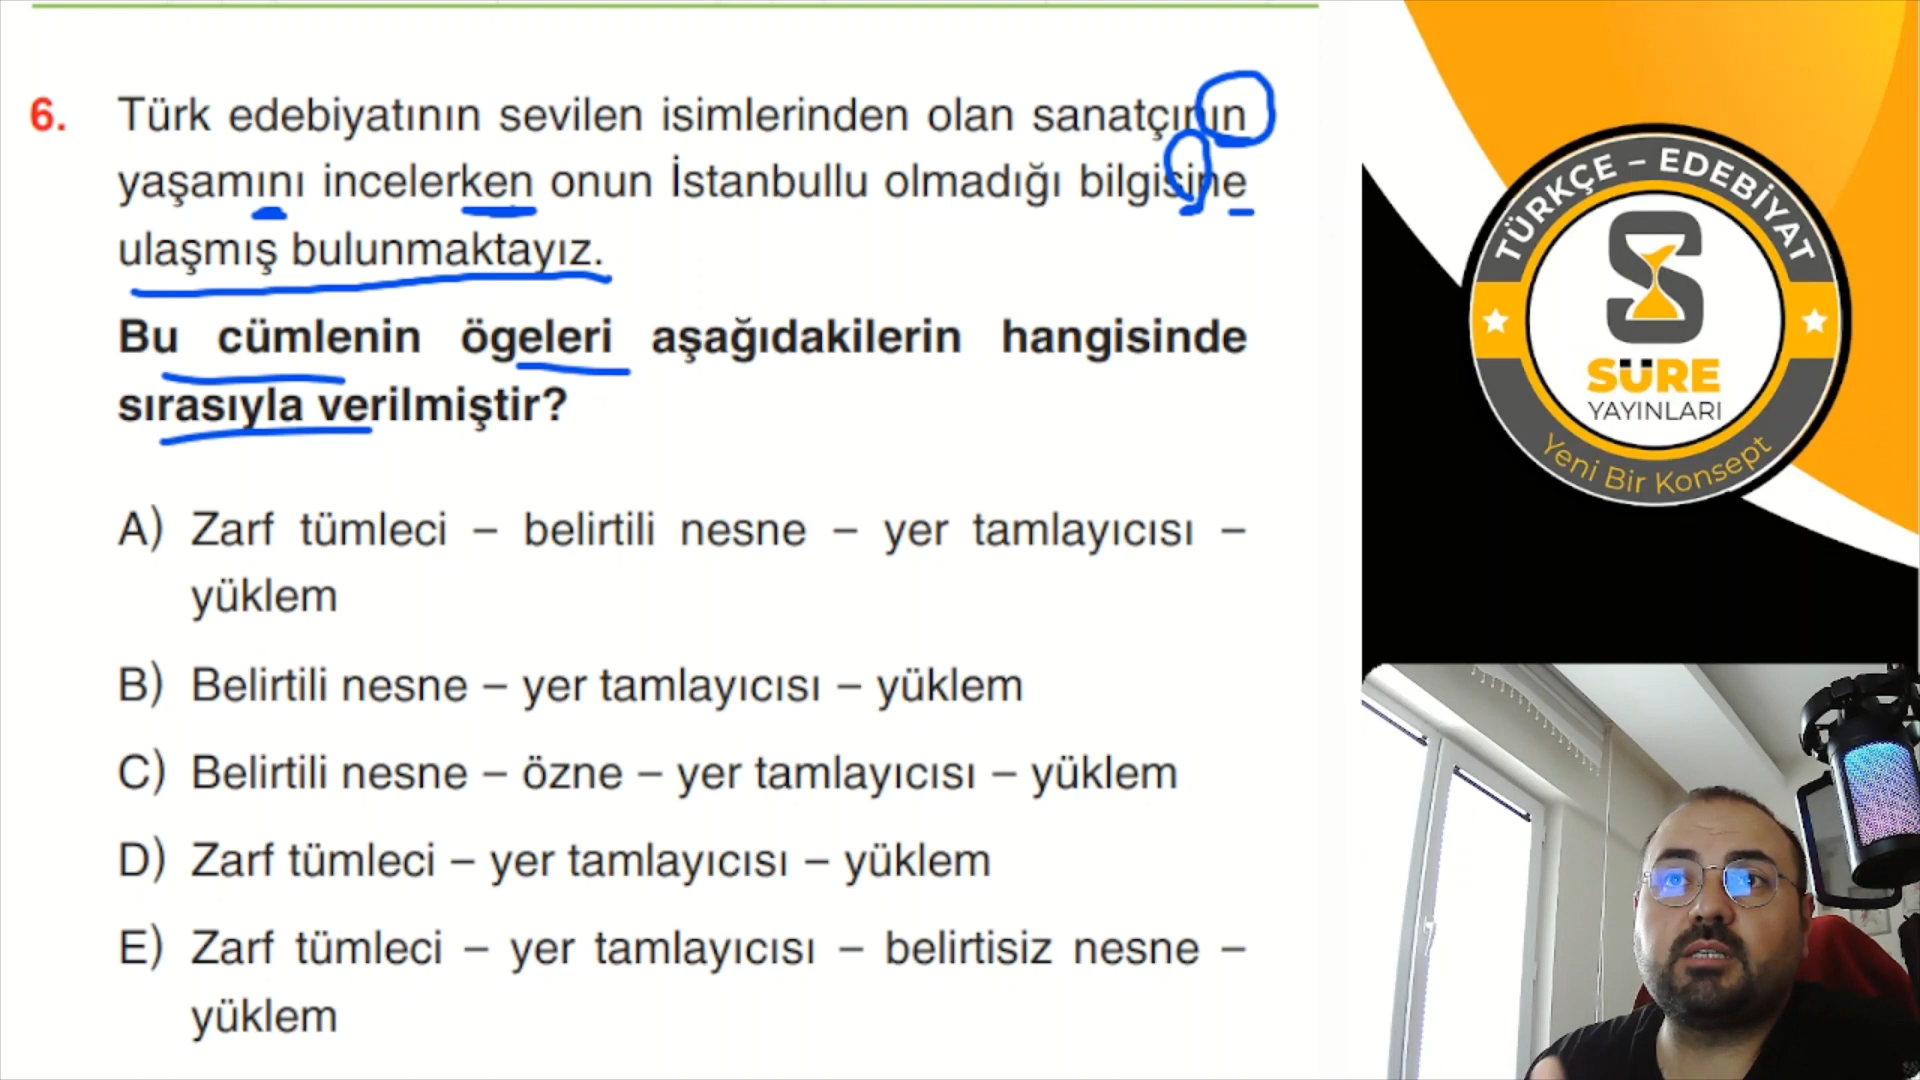 6. Türk edebiyatının sevilen isimlerinden olan sanatçının
yaşamını incelerken onun İstanbullu olmadığı bilgisine
ulaşmış bulunmaktayız.
Bu cümlenin ögeleri aşağıdakilerin hangisinde
sırasıyla verilmiştir?
A) Zarf tümleci – belirtili nesne – yer tamlayıcısı –
yüklem
B) Belirtili nesne – yer tamlayıcısı – yüklem
C) Belirtili nesne – özne – yer tamlayıcısı – yüklem
D) Zarf tümleci – yer tamlayıcısı – yüklem
E) Zarf tümleci – yer tamlayıcısı – belirtisiz nesne –
yüklem
TÜRKÇE – EDEBİYAT
SÜRE
YAYINLARI
Yeni Bir Konsept